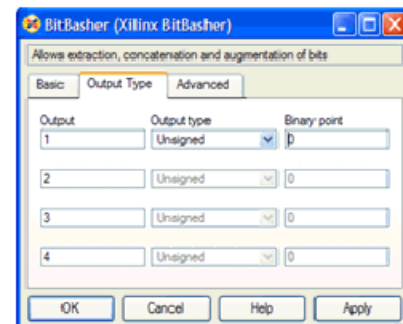 BitBasher (Xilinx BitBasher)
Allows extraction, concatenation and augmentation of bits
Basic Output Type Advanced
Output Output type Binary point
1 Unsigned 0
2 Unsigned 0
3 Unsigned 0
4 Unsigned 0
OK Cancel Help Apply